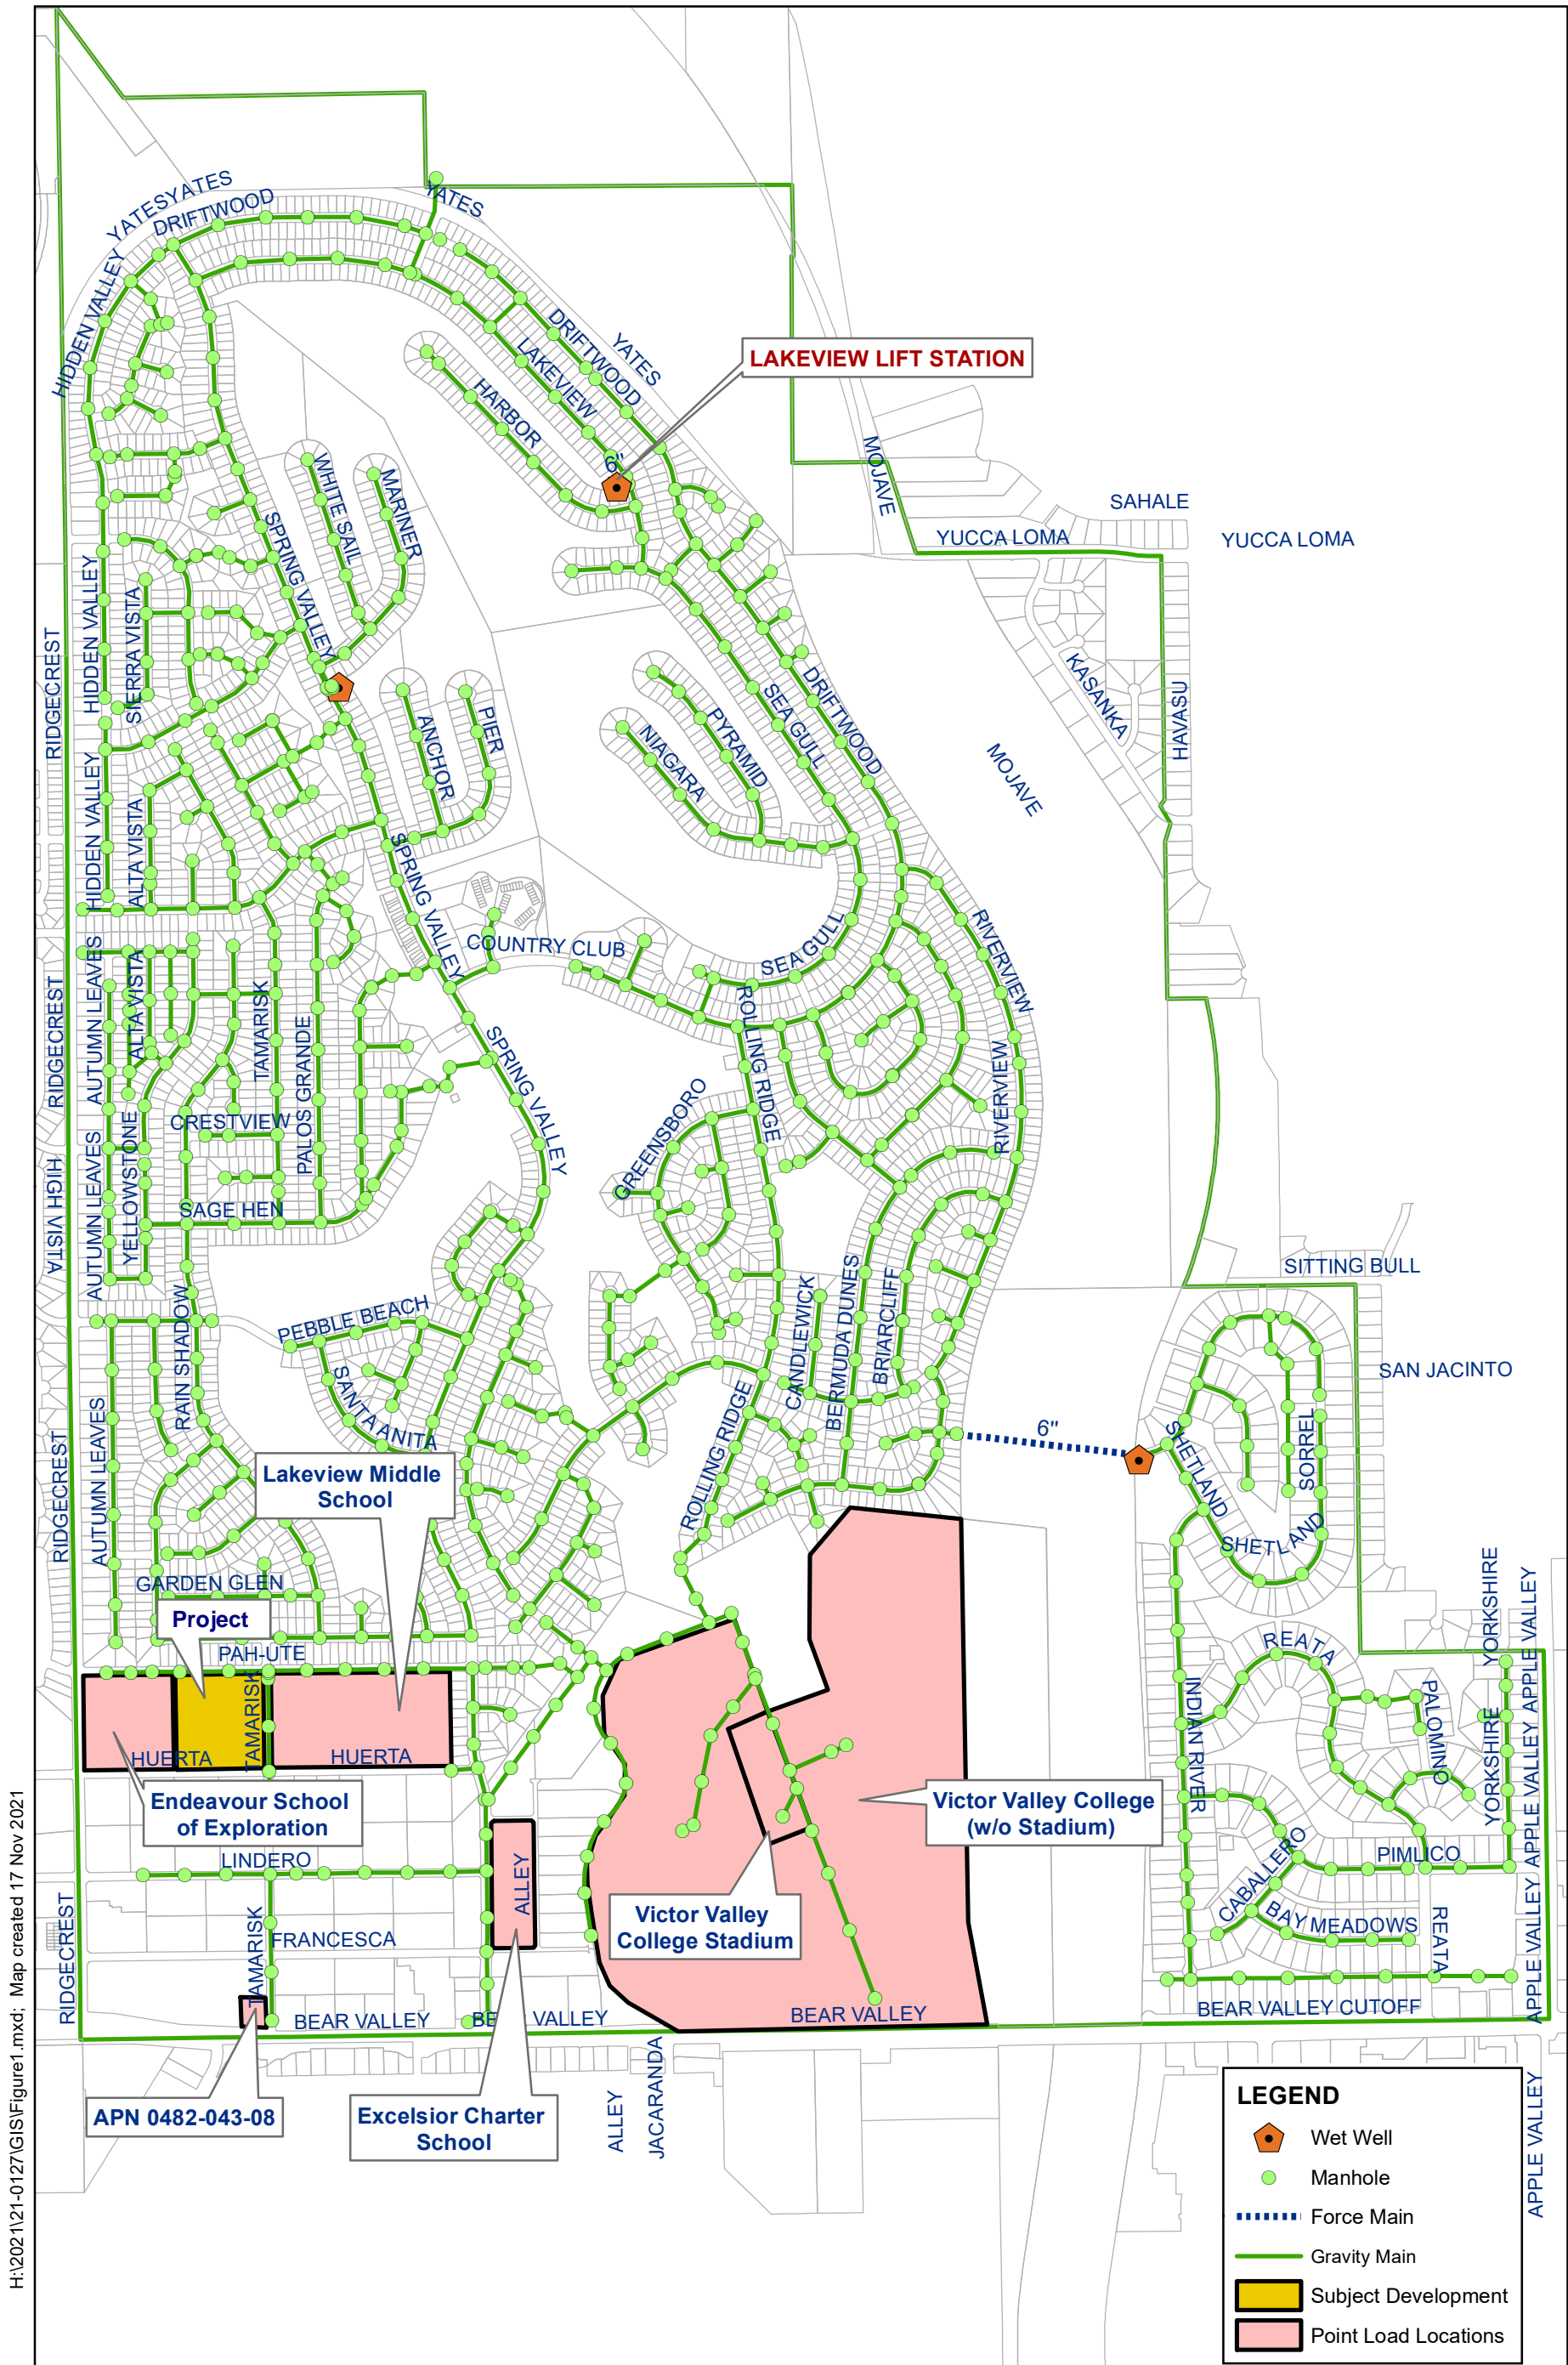 YATES
YATES
DRIFTWOOD
YATES
HIDDEN VALLEY
DRIFTWOOD
YATES
LAKEVIEW
HARBOR
LAKEVIEW LIFT STATION
6"
MOJAVE
WHITE SAIL
MARINER
SAHALE
YUCCA LOMA
YUCCA LOMA
SPRING VALLEY
HIDDEN VALLEY
SIERRA VISTA
RIDGECREST
KASANKA
HAVASU
DRIFTWOOD
SEA GULL
PYRAMID
NIAGARA
ANCHOR
PIER
MOJAVE
HIDDEN VALLEY
ALTA VISTA
SPRING VALLEY
COUNTRY CLUB
SEA GULL
RIVERVIEW
RIDGECREST
AUTUMN LEAVES
ALTA VISTA
TAMARISK
PALOS GRANDE
ROLLING RIDGE
SPRING VALLEY
RIVERVIEW
GREENSBORO
CRESTVIEW
HIGH VISTA
AUTUMN LEAVES
YELLOWSTONE
SAGE HEN
SITTING BULL
PEBBLE BEACH
RAIN SHADOW
CANDLEWICK
BERMUDA DUNES
BRIARCLIFF
SAN JACINTO
SANTA ANITA
RIDGECREST
AUTUMN LEAVES
ROLLING RIDGE
6"
SHETLAND
SORREL
SHETLAND
Lakeview Middle
School
GARDEN GLEN
Project
PAH-UTE
TAMARISK
HUERTA
HUERTA
REATA
YORKSHIRE
APPLE VALLEY
APPLE VALLEY
INDIAN RIVER
PALOMINO
YORKSHIRE
Endeavour School
of Exploration
Victor Valley College
(w/o Stadium)
LINDERO
ALLEY
APPLE VALLEY
PIMLICO
CABALLERO
BAY MEADOWS
REATA
Victor Valley
College Stadium
RIDGECREST
TAMARISK
FRANCESCA
BEAR VALLEY
BE
VALLEY
BEAR VALLEY
BEAR VALLEY CUTOFF
APPLE VALLEY
APN 0482-043-08
Excelsior Charter
School
ALLEY
JACARANDA
APPLE VALLEY
LEGEND
Wet Well
Manhole
Force Main
Gravity Main
Subject Development
Point Load Locations
H:\2021\21-0127\GIS\Figure1.mxd; Map created 17 Nov 2021